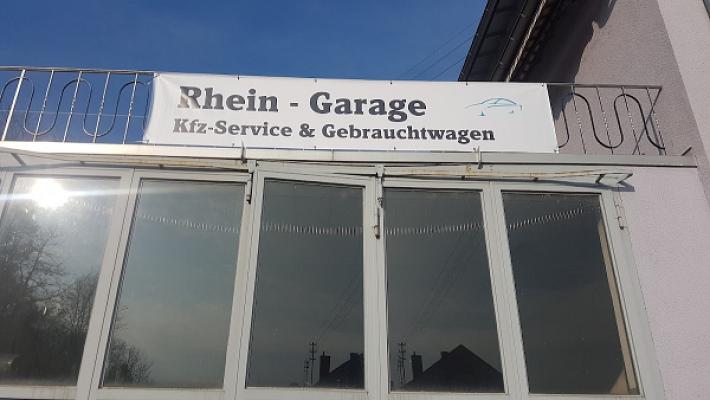 Rhein - Garage
Kfz-Service & Gebrauchtwagen